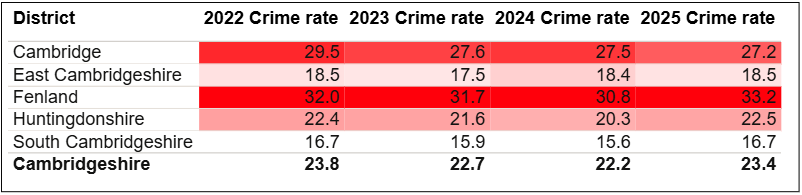 District 2022 Crime rate 2023 Crime rate 2024 Crime rate 2025 Crime rate
Cambridge 29.5 27.6 27.5 27.2
East Cambridgeshire 18.5 17.5 18.4 18.5
Fenland 32.0 31.7 30.8 33.2
Huntingdonshire 22.4 21.6 20.3 22.5
South Cambridgeshire 16.7 15.9 15.6 16.7
Cambridgeshire 23.8 22.7 22.2 23.4